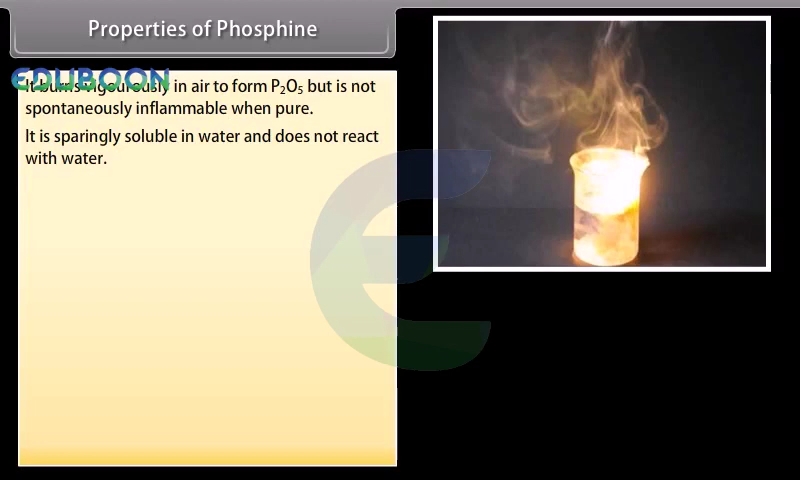 Properties of Phosphine
EDUBOON
It burns vigourously in air to form P₂O₅ but is not
spontaneously inflammable when pure.
It is sparingly soluble in water and does not react
with water.